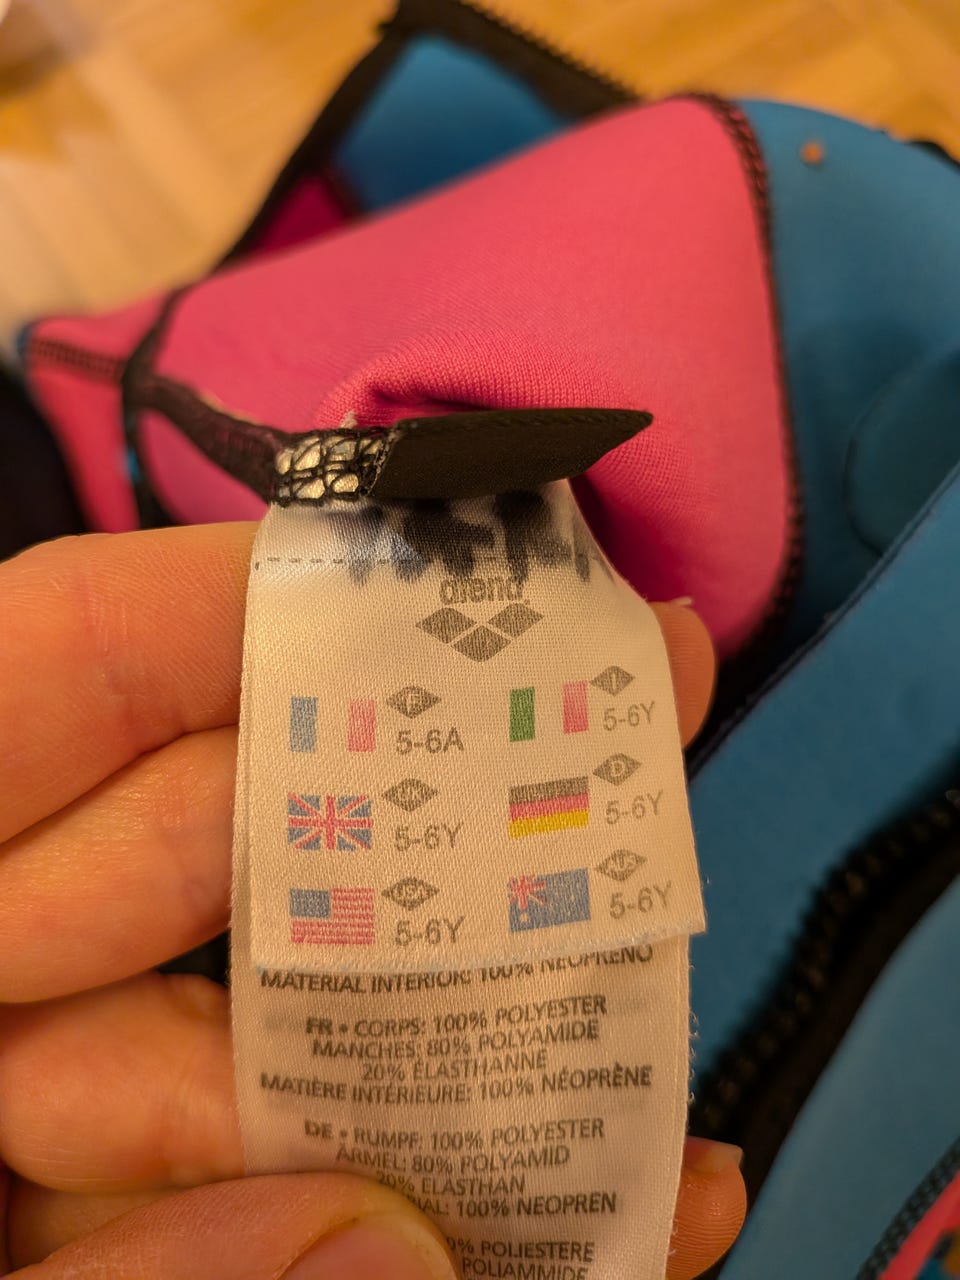 arena
F
5-6A
I
5-6Y
UK
5-6Y
D
5-6Y
USA
5-6Y
5-6Y
MATERIAL INTERIOR: 100% NEOPRENO
FR • CORPS: 100% POLYESTER
MANCHES: 80% POLYAMIDE
20% ÉLASTHANNE
MATIÈRE INTÉRIEURE: 100% NÉOPRÈNE
DE • RUMPF: 100% POLYESTER
ÄRMEL: 80% POLYAMID
20% ELASTHAN
100% NEOPREN
POLIESTERE
POLIAMMIDE